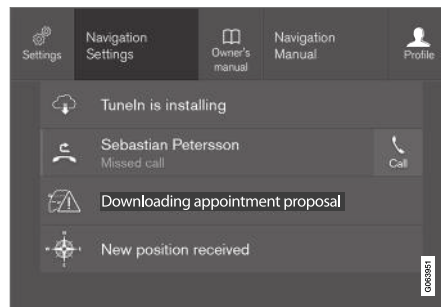 Settings
Navigation
Settings
Owner's
manual
Navigation
Manual
Profile
TuneIn is installing
Sebastian Petersson
Missed call
Call
Downloading appointment proposal
New position received
G063951